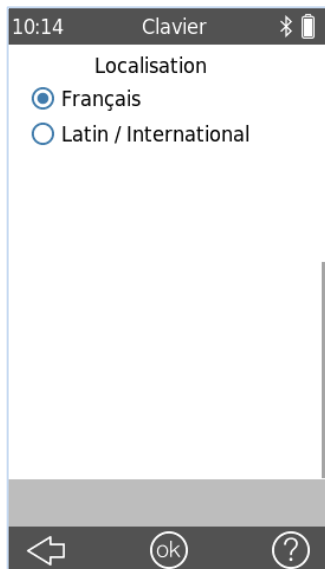 10:14 Clavier
Localisation
Français
Latin / International
ok ?